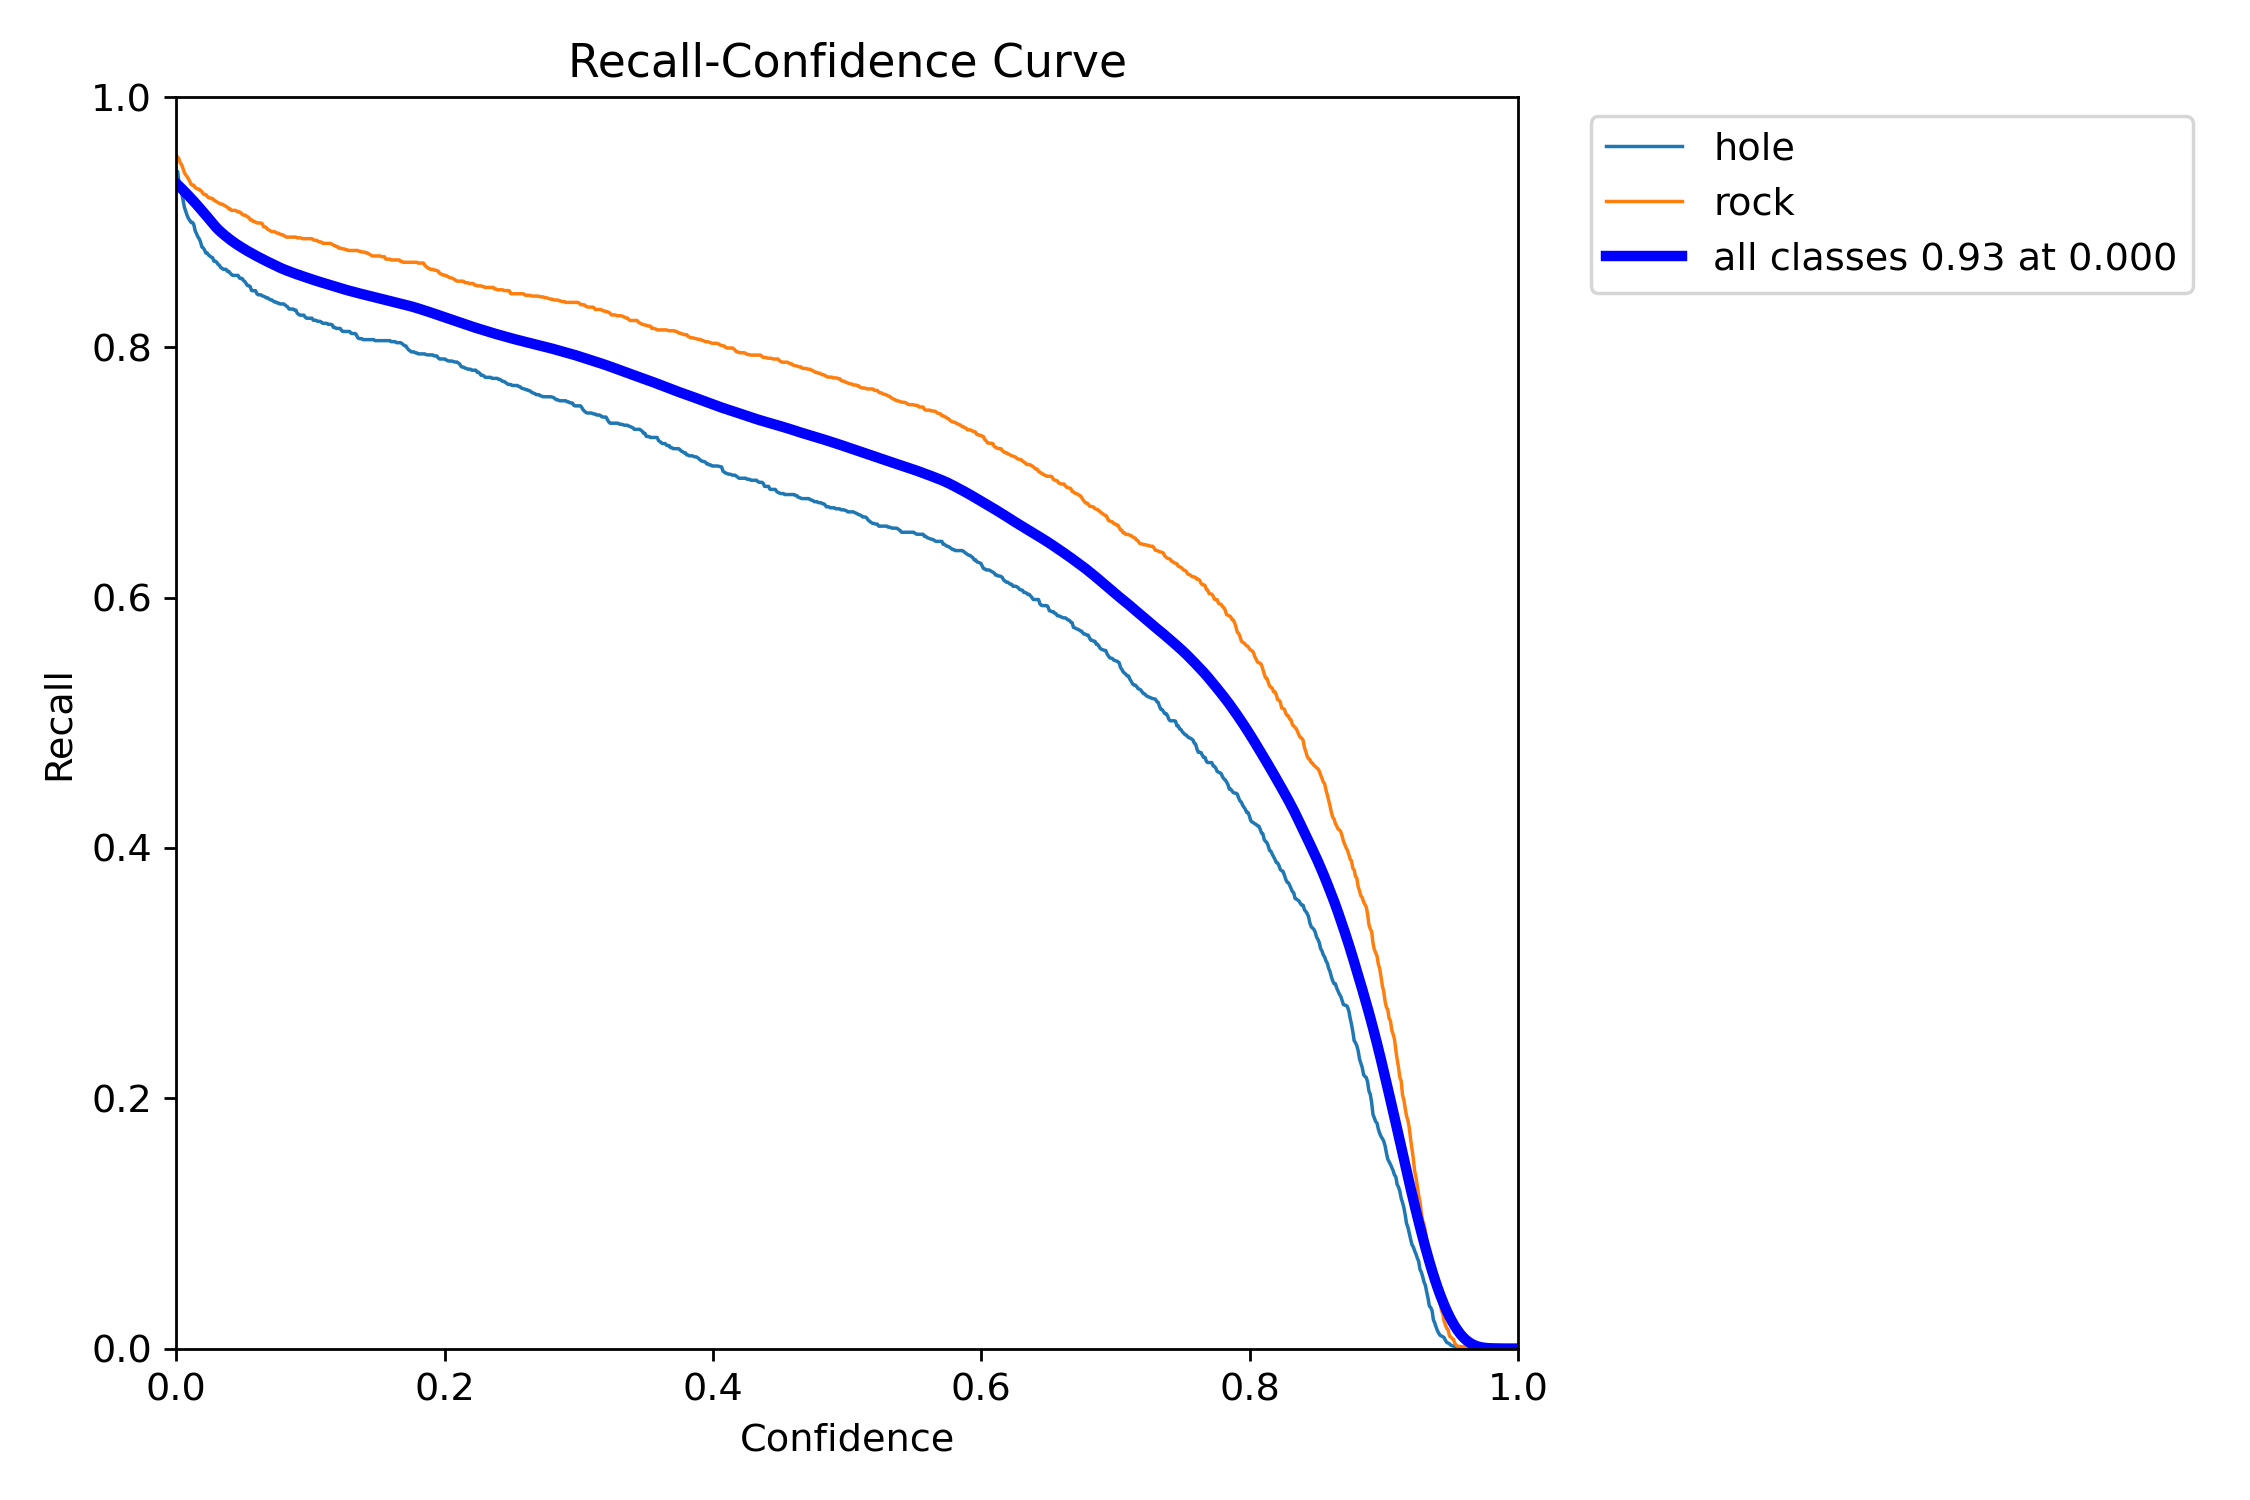 Recall-Confidence Curve
1.0
0.8
0.6
0.4
0.2
0.0
Recall
0.0 0.2 0.4 0.6 0.8 1.0
Confidence
hole
rock
all classes 0.93 at 0.000